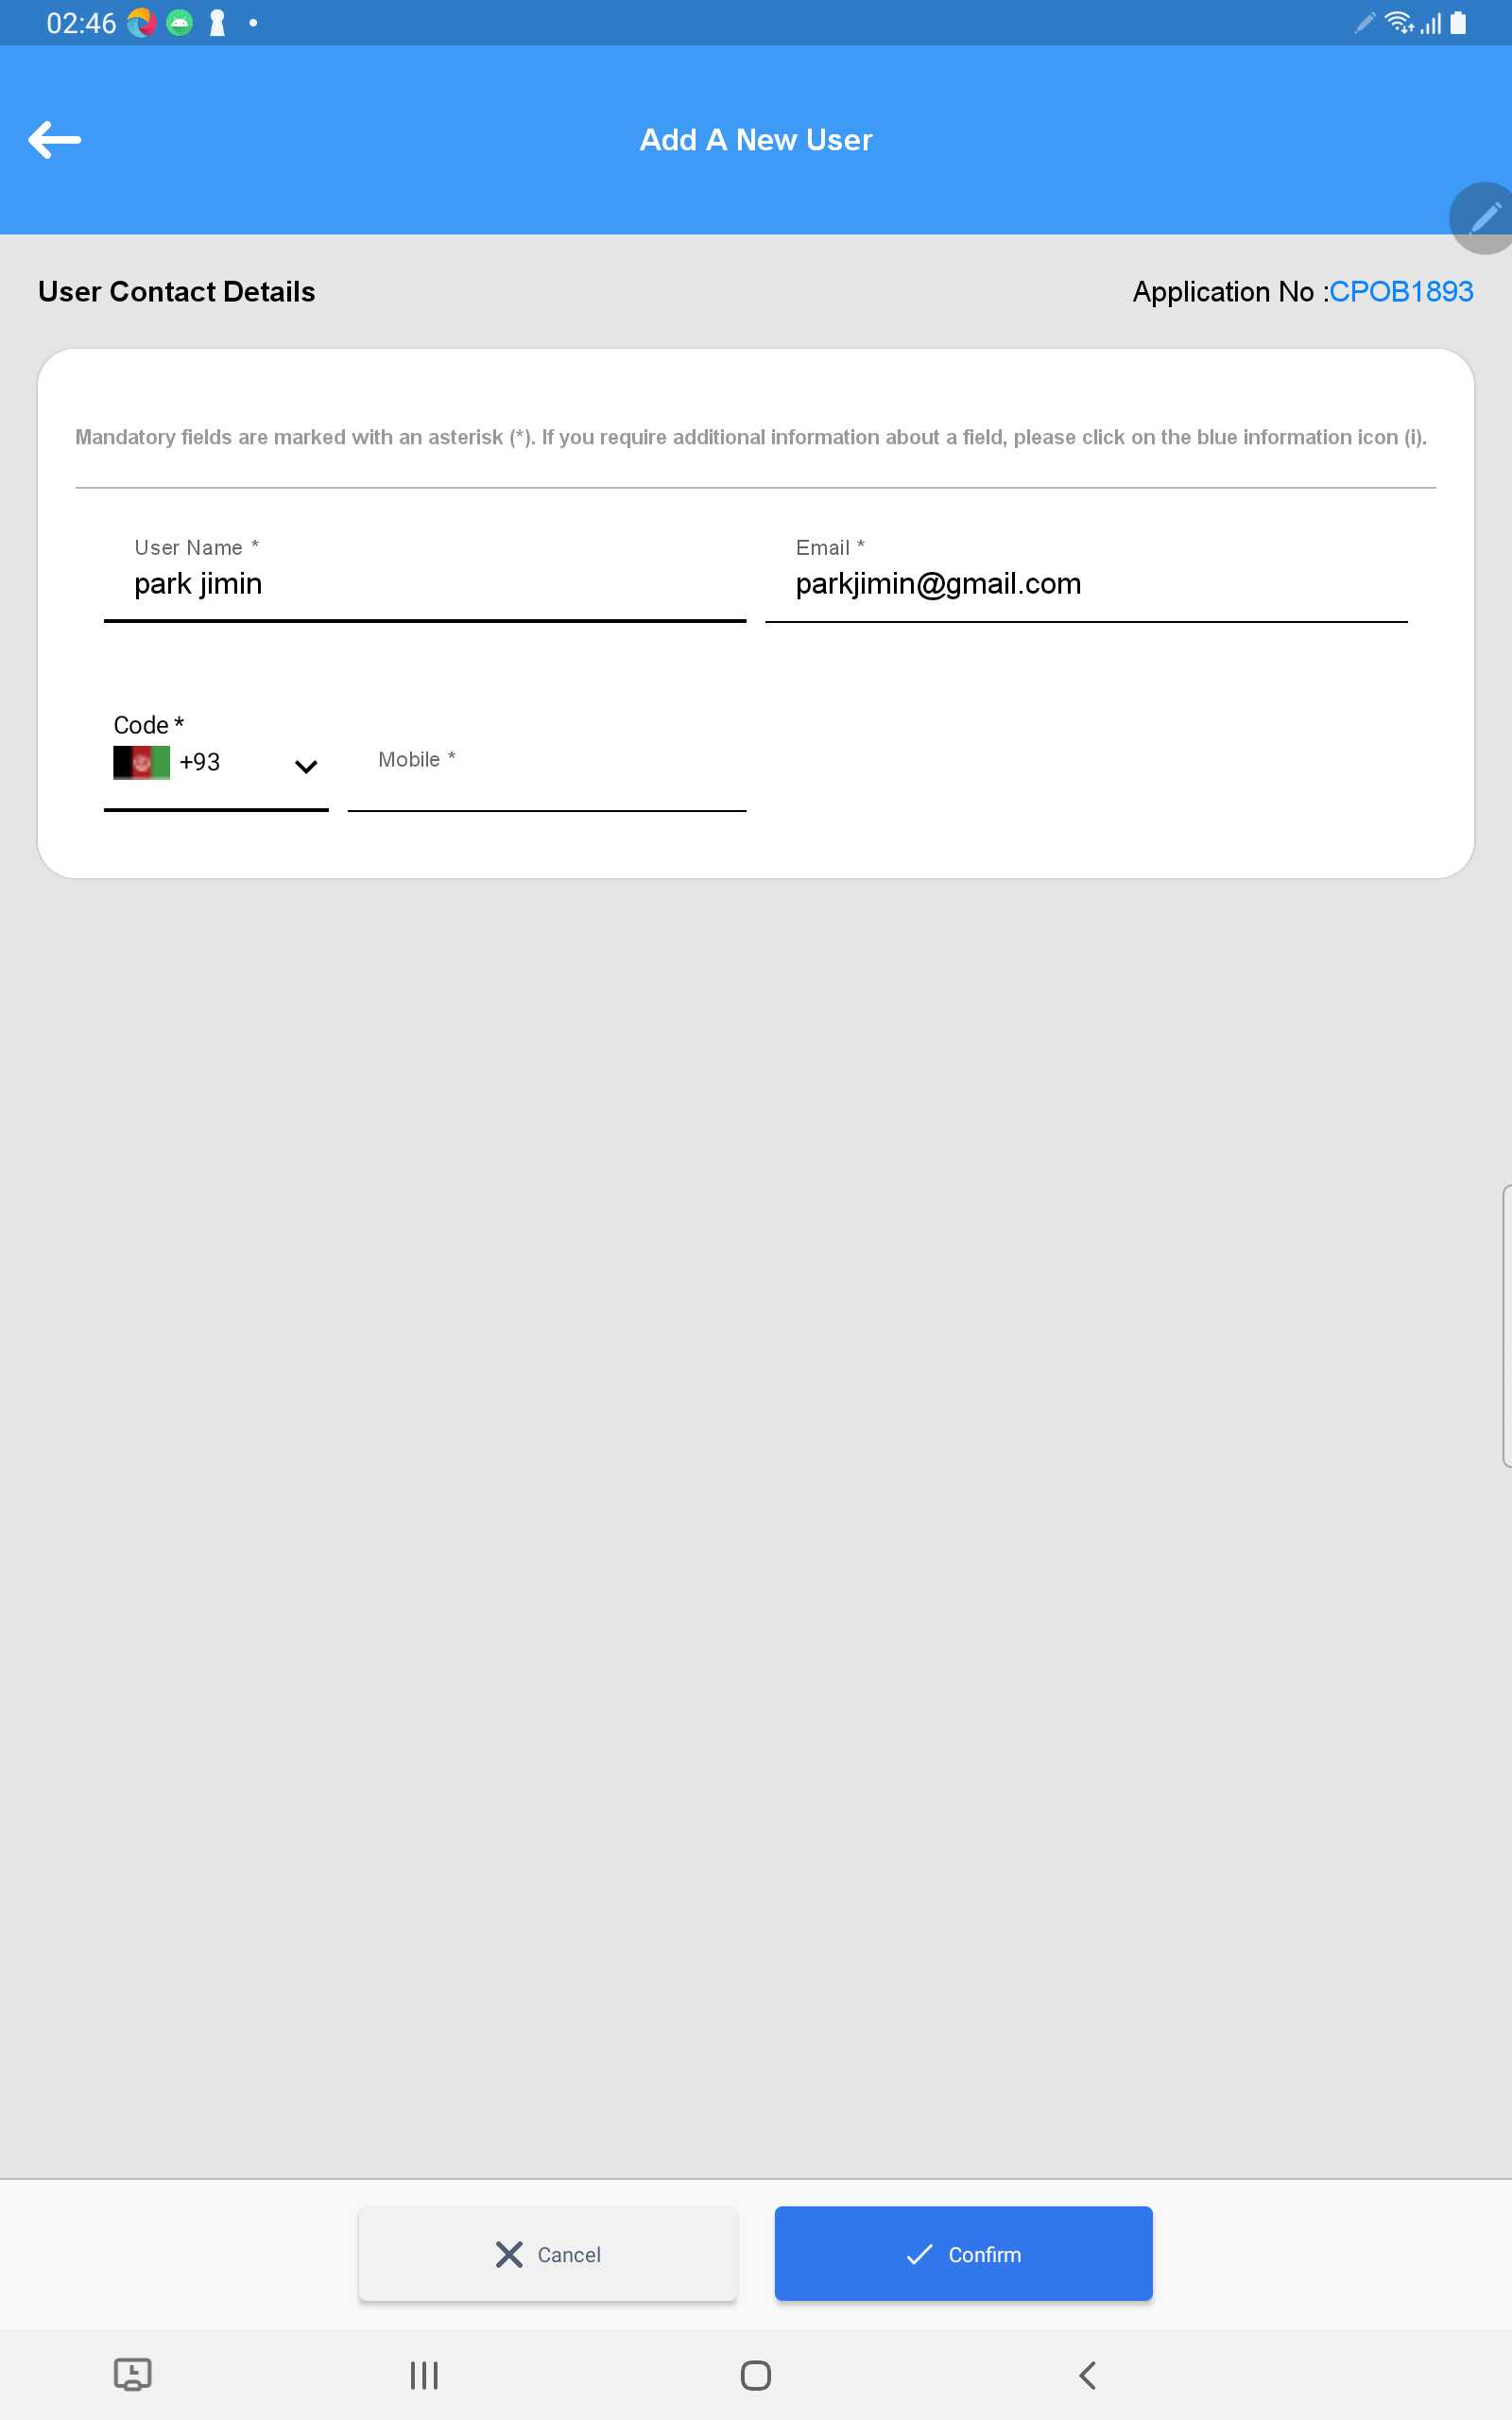 02:46
Add A New User
User Contact Details
Application No :CPOB1893
Mandatory fields are marked with an asterisk (*). If you require additional information about a field, please click on the blue information icon (i).
User Name *
Email *
park jimin
parkjimin@gmail.com
Code *
+93
Mobile *
Cancel
Confirm